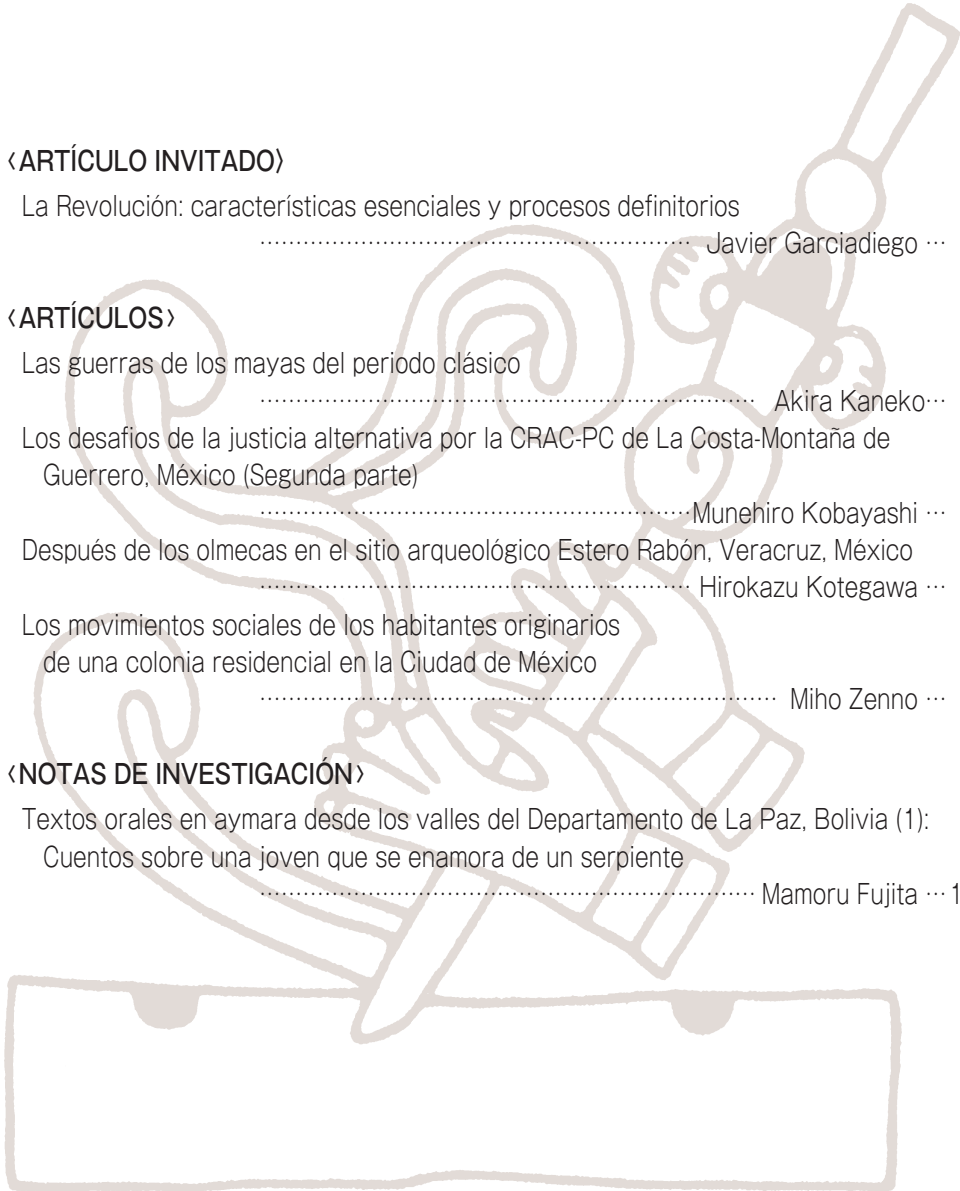 〈ARTÍCULO INVITADO〉
La Revolución: características esenciales y procesos definitorios
………………………………………………… Javier Garciadiego …
〈ARTÍCULOS〉
Las guerras de los mayas del periodo clásico
………………………………………………… Akira Kaneko…
Los desafios de la justicia alternativa por la CRAC-PC de La Costa-Montaña de
Guerrero, México (Segunda parte)
…………………………………………………Munehiro Kobayashi …
Después de los olmecas en el sitio arqueológico Estero Rabón, Veracruz, México
………………………………………………… Hirokazu Kotegawa …
Los movimientos sociales de los habitantes originarios
de una colonia residencial en la Ciudad de México
………………………………………………… Miho Zenno …
〈NOTAS DE INVESTIGACIÓN〉
Textos orales en aymara desde los valles del Departamento de La Paz, Bolivia (1):
Cuentos sobre una joven que se enamora de un serpiente
………………………………………………… Mamoru Fujita … 1